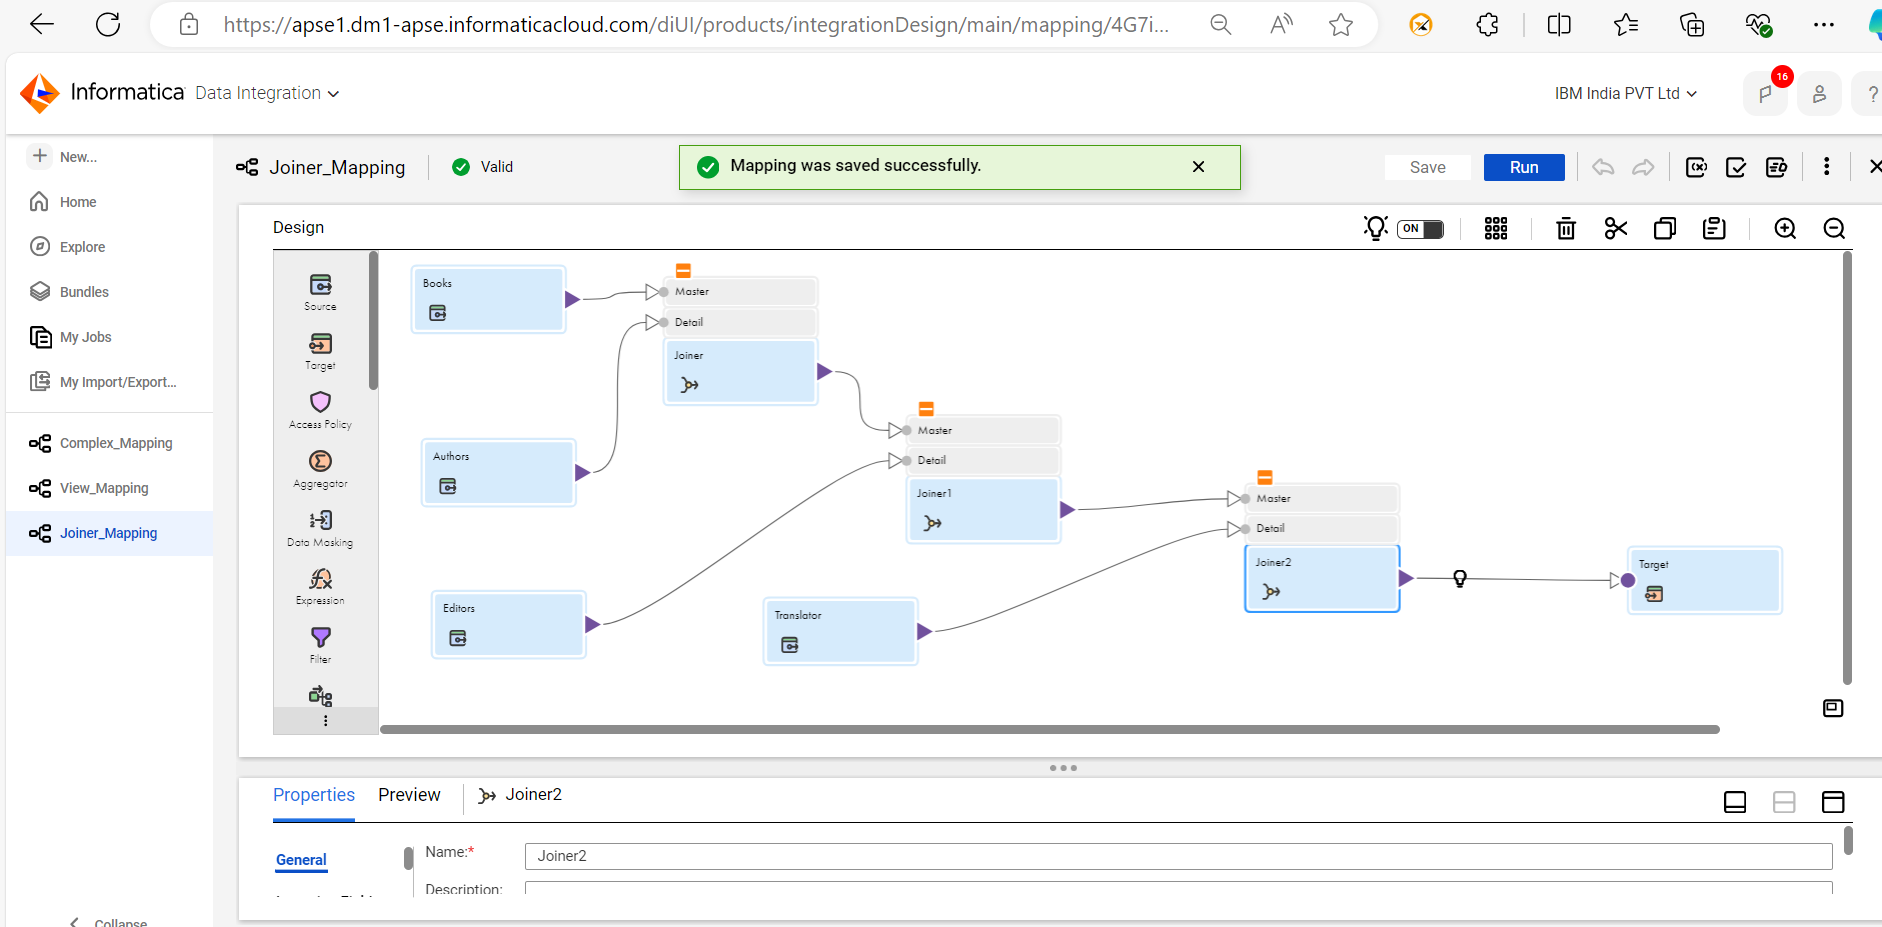 https://apse1.dm1-apse.informaticacloud.com/diUI/products/integrationDesign/main/mapping/4G7i...
Informatica Data Integration
IBM India PVT Ltd
16
?
New...
Home
Explore
Bundles
My Jobs
My Import/Export...
Complex_Mapping
View_Mapping
Joiner_Mapping
Collapse
Joiner_Mapping
Valid
Mapping was saved successfully.
Save
Run
Design
ON
Source
Target
Access Policy
Aggregator
Data Masking
Expression
Filter
Books
Master
Detail
Joiner
Authors
Master
Detail
Joiner1
Master
Detail
Joiner2
Target
Editors
Translator
Properties
Preview
Joiner2
General
Name:*
Joiner2
Description: